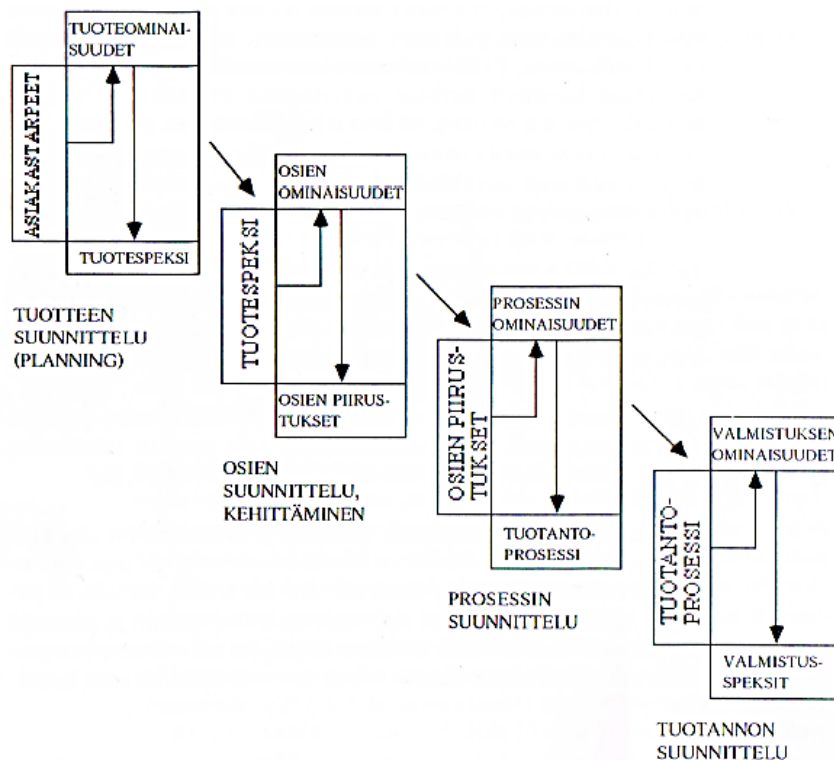 TUOTEOMINAI-
SUUDET
ASIAKASTARPEET
TUOTESPEKSI
TUOTTEEN
SUUNNITTELU
(PLANNING)
OSIEN
OMINAISUUDET
TUOTESPEKSI
OSIEN PIIRUS-
TUKSET
OSIEN
SUUNNITTELU,
KEHITTÄMINEN
PROSESSIN
OMINAISUUDET
OSIEN PIIRUS-
TUKSET
TUOTANTO-
PROSESSI
PROSESSIN
SUUNNITTELU
VALMISTUKSEN
OMINAISUUDET
TUOTANTO-
PROSESSI
VALMISTUS-
SPEKSIT
TUOTANNON
SUUNNITTELU